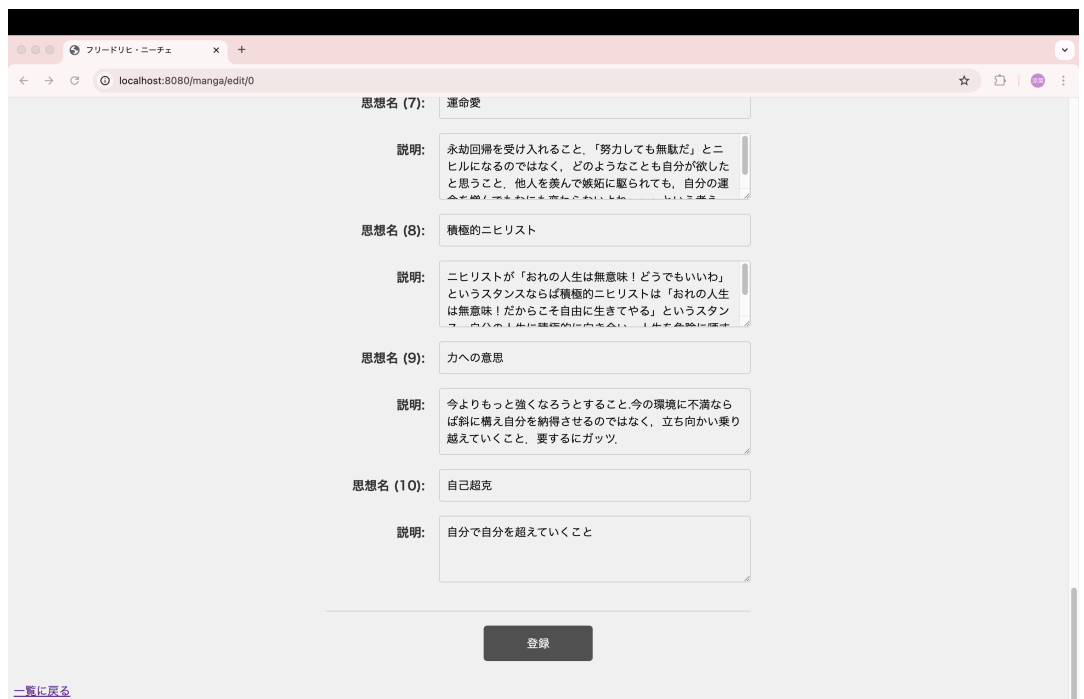 フリードリヒ・ニーチェ
localhost:8080/manga/edit/0
思想名 (7):
運命愛
説明:
永劫回帰を受け入れること．「努力しても無駄だ」とニ
ヒルになるのではなく，どのようなことも自分が欲した
と思うこと．他人を羨んで嫉妬に駆られても，自分の運
思想名 (8):
積極的ニヒリスト
説明:
ニヒリストが「おれの人生は無意味！どうでもいいわ」
というスタンスならば積極的ニヒリストは「おれの人生
は無意味！だからこそ自由に生きてやる」というスタン
思想名 (9):
力への意思
説明:
今よりもっと強くなろうとすること.今の環境に不満なら
ば斜に構え自分を納得させるのではなく，立ち向かい乗り
越えていくこと．要するにガッツ．
思想名 (10):
自己超克
説明:
自分で自分を超えていくこと
登録
一覧に戻る